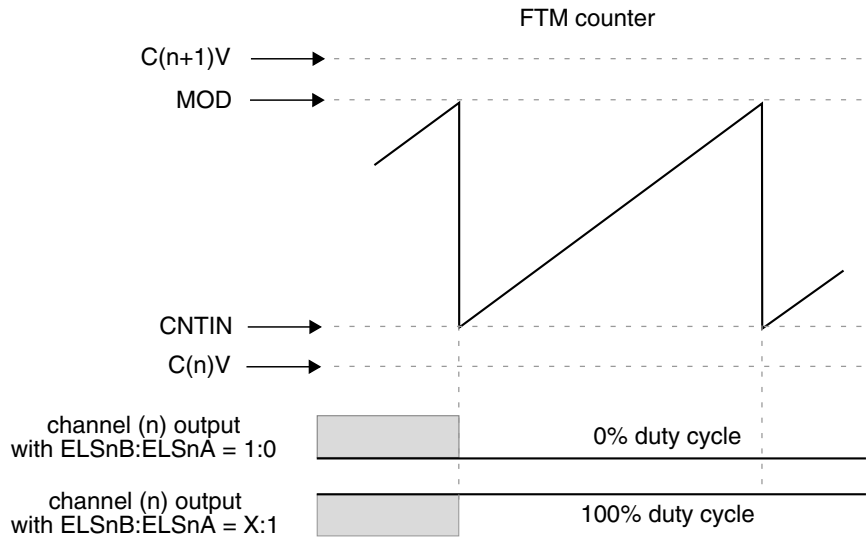 FTM counter
C(n+1)V
MOD
CNTIN
C(n)V
channel (n) output
with ELSnB:ELSnA = 1:0
0% duty cycle
channel (n) output
with ELSnB:ELSnA = X:1
100% duty cycle